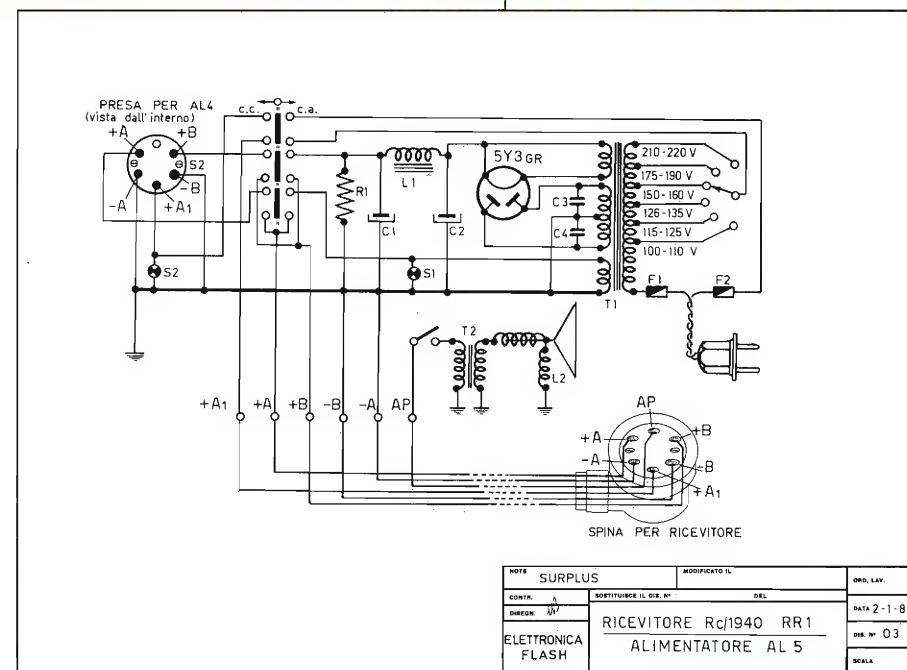 PRESA PER AL4
(vista dall'interno)
+A
+B
S2
-A
-B
+A1
c.c.
c.a.
S2
R1
L1
C1
C2
5Y3GR
C3
C4
S1
T1
210-220 V
175-190 V
150-160 V
126-135 V
115-125 V
100-110 V
F1
F2
T2
L2
+A1
+A
+B
-B
-A
AP
AP
+A
+B
-A
-B
+A1
SPINA PER RICEVITORE
NOTE
SURPLUS
MODIFICATO IL
ORD. LAV.
CONTR.
SOSTITUISCE IL DIS. N°
DEL
DISEGN.
DATA 2-1-8
RICEVITORE Rc/1940 RR1
DIS. N° 03
ELETTRONICA
FLASH
ALIMENTATORE AL 5
SCALA